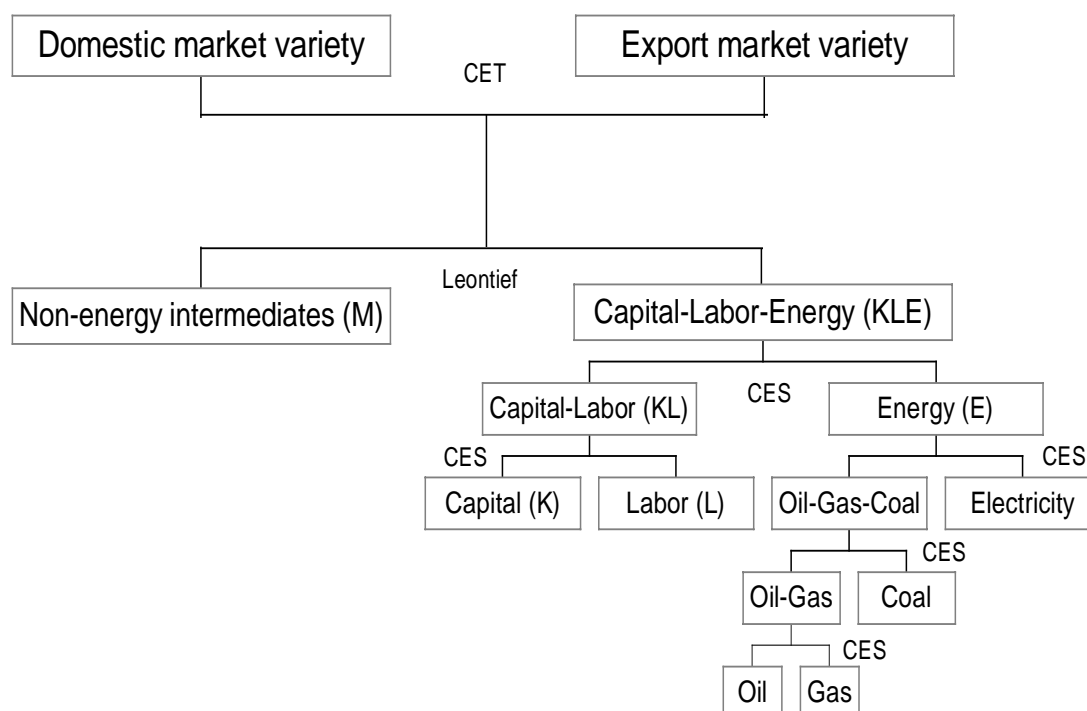 Domestic market variety
Export market variety
CET
Leontief
Non-energy intermediates (M)
Capital-Labor-Energy (KLE)
CES
Capital-Labor (KL)
Energy (E)
CES
CES
Capital (K)
Labor (L)
Oil-Gas-Coal
Electricity
CES
Oil-Gas
Coal
CES
Oil
Gas